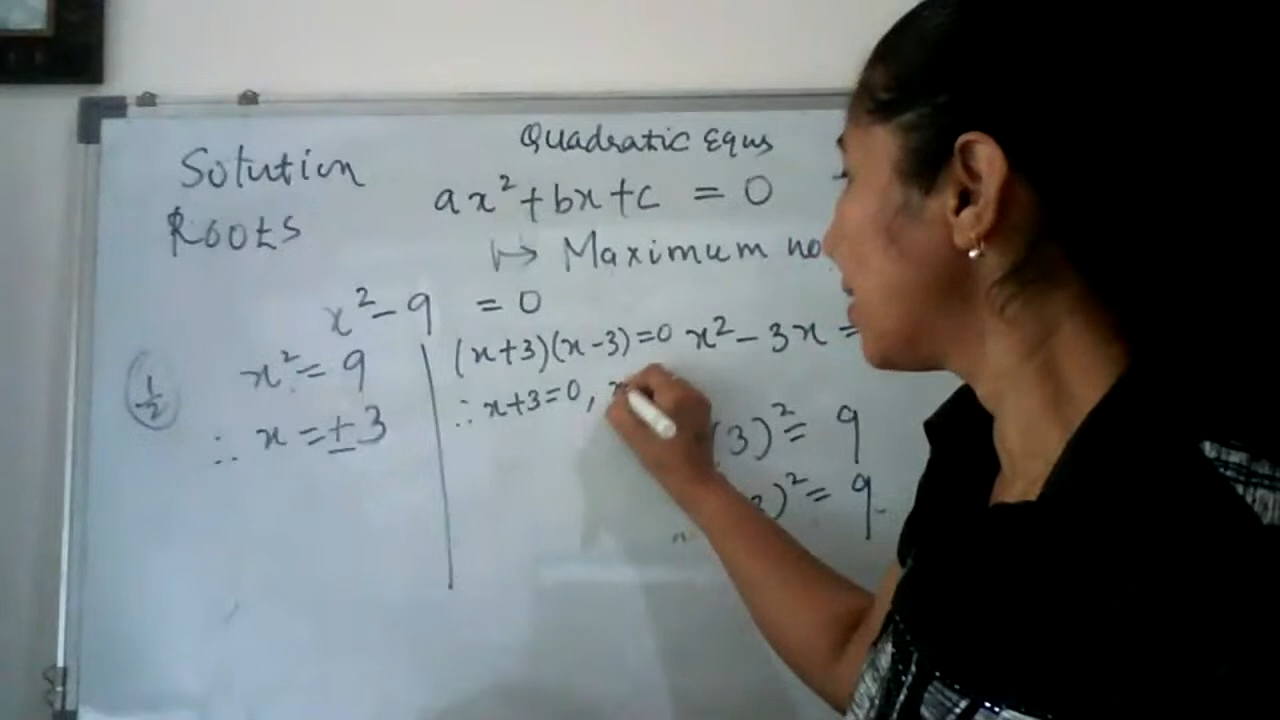 Quadratic Equs
Solution
Roots
ax² + bx + c = 0
↦ Maximum no
x² - 9 = 0
x² = 9
∴ x = ±3
1/2
(x+3)(x-3)=0
∴ x+3=0, x
x² - 3x =
(3)² = 9
)² = 9